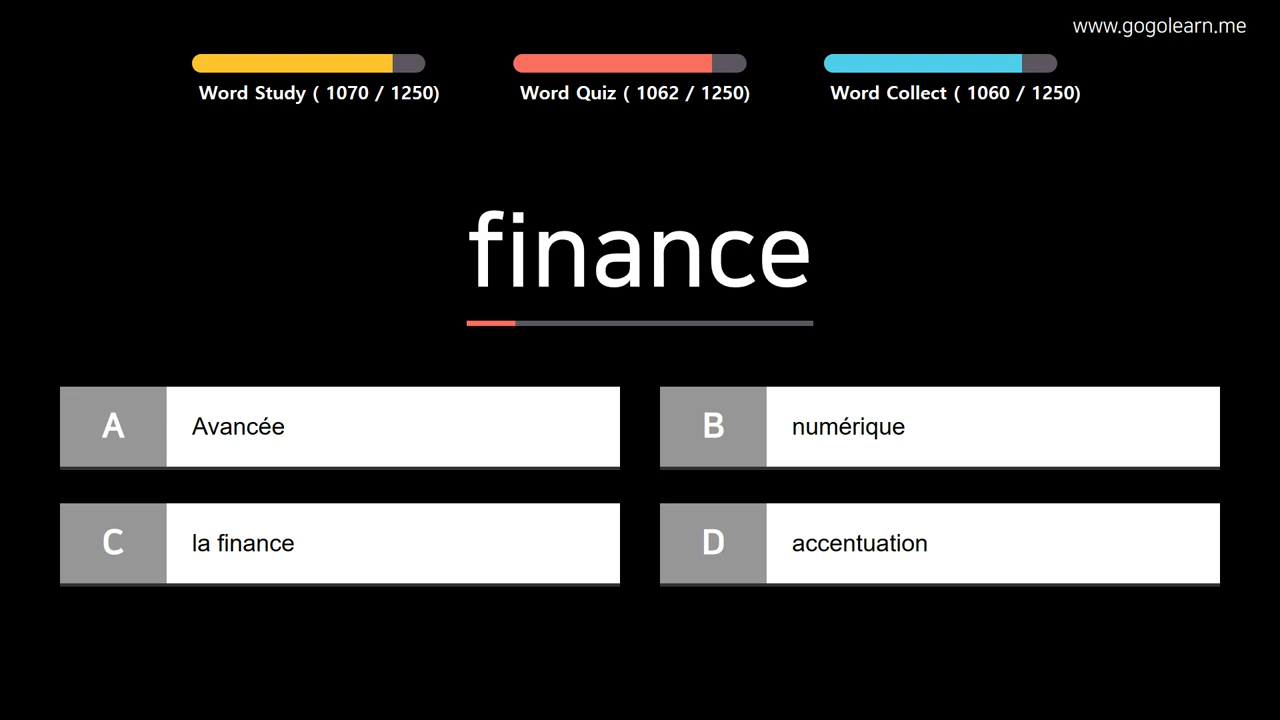 www.gogolearn.me
Word Study ( 1070 / 1250)
Word Quiz ( 1062 / 1250)
Word Collect ( 1060 / 1250)
finance
A Avancée
B numérique
C la finance
D accentuation